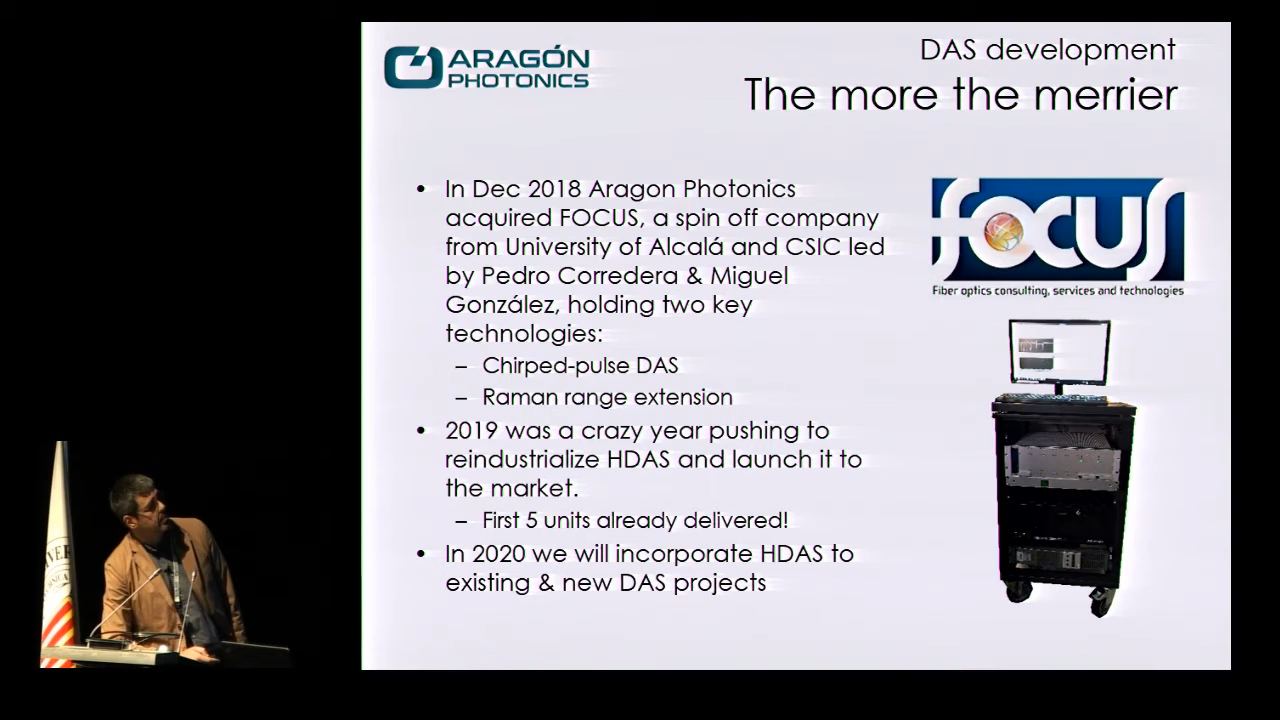 ARAGÓN
PHOTONICS
DAS development
The more the merrier
• In Dec 2018 Aragon Photonics
acquired FOCUS, a spin off company
from University of Alcalá and CSIC led
by Pedro Corredera & Miguel
González, holding two key
technologies:
– Chirped-pulse DAS
– Raman range extension
• 2019 was a crazy year pushing to
reindustrialize HDAS and launch it to
the market.
– First 5 units already delivered!
• In 2020 we will incorporate HDAS to
existing & new DAS projects
FOCUS
Fiber optics consulting, services and technologies